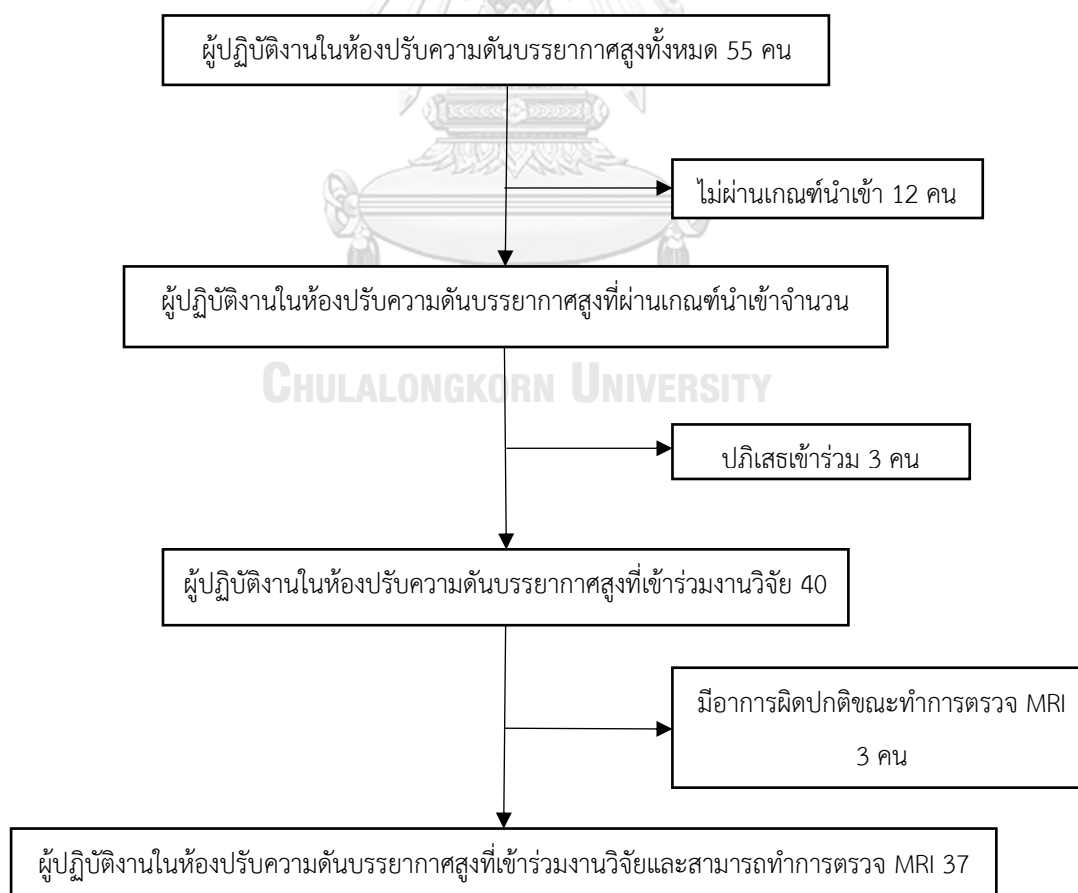 ผู้ปฏิบัติงานในห้องปรับความดันบรรยากาศสูงทั้งหมด 55 คน
ไม่ผ่านเกณฑ์นำเข้า 12 คน
ผู้ปฏิบัติงานในห้องปรับความดันบรรยากาศสูงที่ผ่านเกณฑ์นำเข้าจำนวน
CHULALONGKORN UNIVERSITY
ปภิเสธเข้าร่วม 3 คน
ผู้ปฏิบัติงานในห้องปรับความดันบรรยากาศสูงที่เข้าร่วมงานวิจัย 40
มีอาการผิดปกติขณะทำการตรวจ MRI
3 คน
ผู้ปฏิบัติงานในห้องปรับความดันบรรยากาศสูงที่เข้าร่วมงานวิจัยและสามารถทำการตรวจ MRI 37